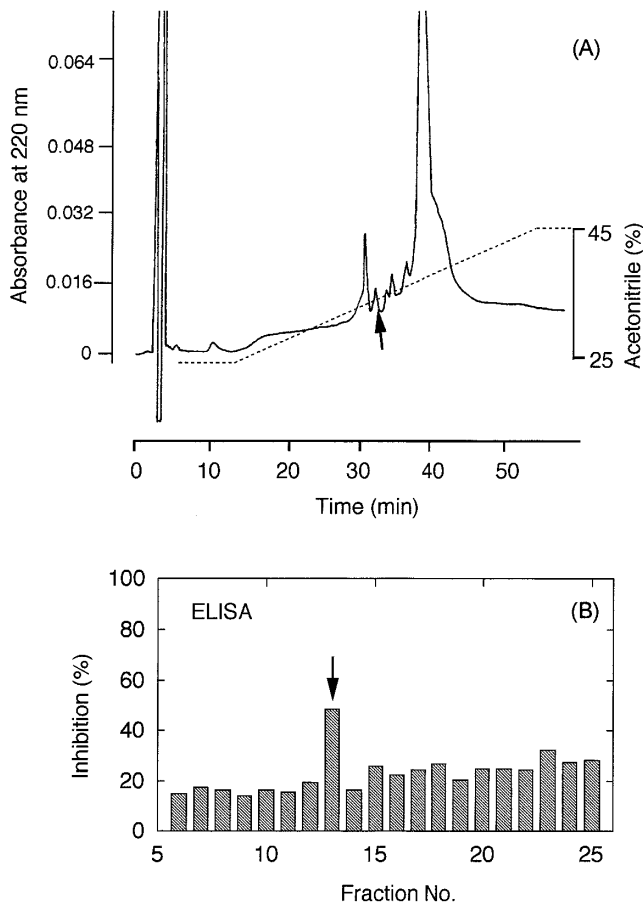 (A)
Absorbance at 220 nm
0.064
0.048
0.032
0.016
0
Acetonitrile (%)
45
25
0 10 20 30 40 50
Time (min)
(B)
ELISA
Inhibition (%)
100
80
60
40
20
0
5 10 15 20 25
Fraction No.